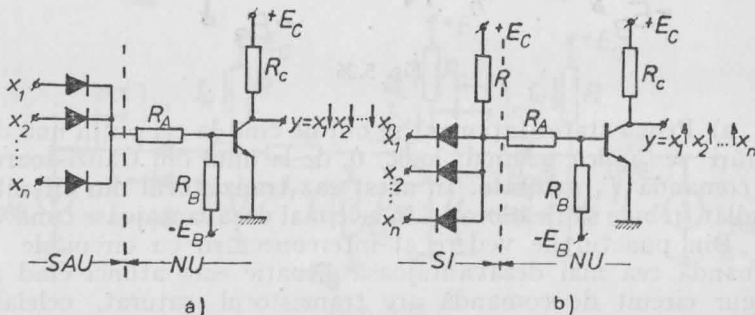 +E_C
R_c
x_1
x_2
x_n
R_A
R_B
-E_B
y=x_1↓x_2↓····↓x_n
SAU
NU
a)
+E_C
R
R_c
x_1
x_2
x_n
R_A
R_B
-E_B
y=x_1↑x_2↑...↑x_n
SI
NU
b)